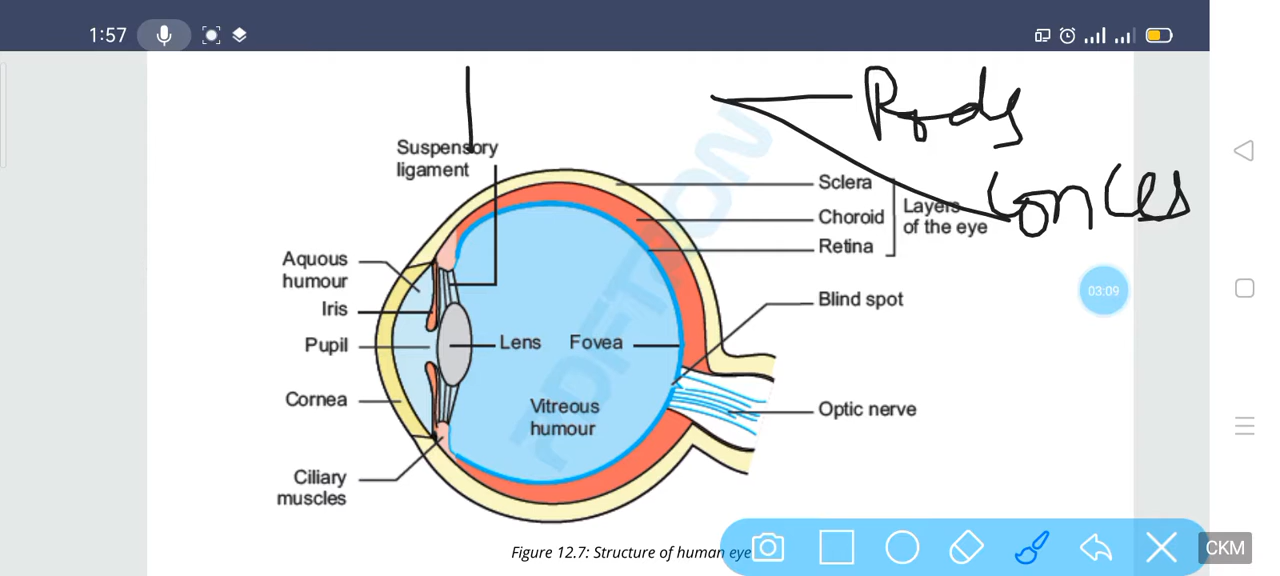 1:57
Rods
Conces
Suspensory
ligament
Sclera
Choroid
Retina
Layers
of the eye
Aquous
humour
Iris
Pupil
Cornea
Ciliary
muscles
Lens
Fovea
Vitreous
humour
Blind spot
Optic nerve
03:09
Figure 12.7: Structure of human eye
CKM